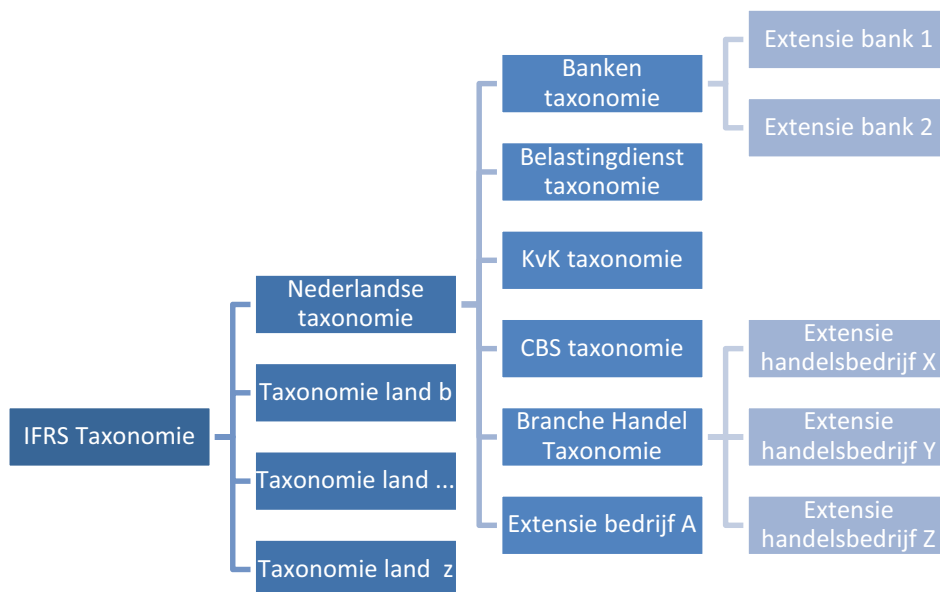 IFRS Taxonomie
Nederlandse
taxonomie
Taxonomie land b
Taxonomie land ...
Taxonomie land  z
Banken
taxonomie
Belastingdienst
taxonomie
KvK taxonomie
CBS taxonomie
Branche Handel
Taxonomie
Extensie bedrijf A
Extensie bank 1
Extensie bank 2
Extensie
handelsbedrijf X
Extensie
handelsbedrijf Y
Extensie
handelsbedrijf Z